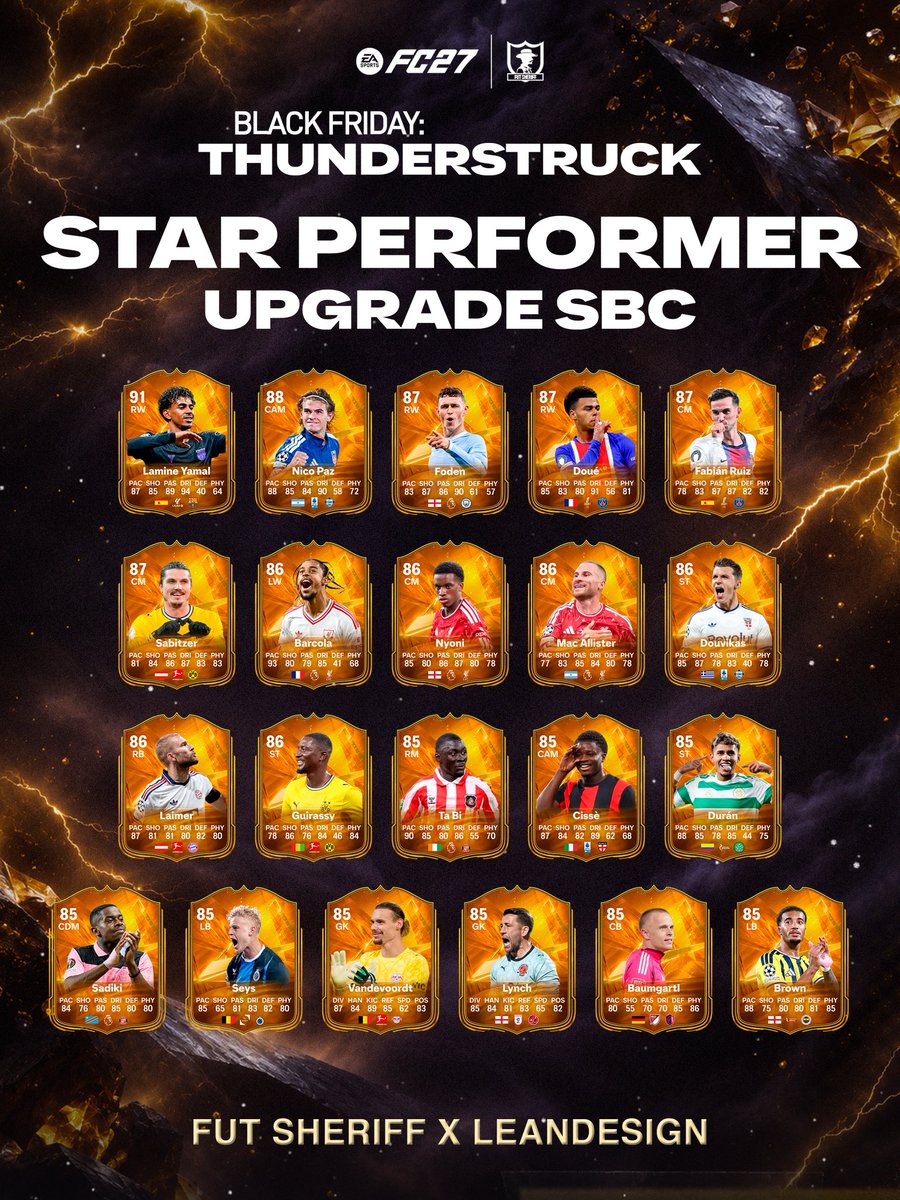 EA SPORTS FC27 FUT SHERIFF
BLACK FRIDAY:
THUNDERSTRUCK
STAR PERFORMER
UPGRADE SBC
91 RW Lamine Yamal
PAC SHO PAS DRI DEF PHY
87 85 89 94 40 64
88 CAM Nico Paz
PAC SHO PAS DRI DEF PHY
88 85 84 90 58 72
87 RW Foden
PAC SHO PAS DRI DEF PHY
83 87 86 90 61 57
87 RW Doué
PAC SHO PAS DRI DEF PHY
85 83 80 91 56 81
87 CM Fabián Ruiz
PAC SHO PAS DRI DEF PHY
78 83 87 87 82 82
87 CM Sabitzer
PAC SHO PAS DRI DEF PHY
81 84 87 87 83 83
86 LW Barcola
PAC SHO PAS DRI DEF PHY
93 80 79 85 41 68
86 CM Nyoni
PAC SHO PAS DRI DEF PHY
85 80 86 87 80 78
86 CM Mac Allister
PAC SHO PAS DRI DEF PHY
77 83 85 84 80 78
86 ST Douvikas
PAC SHO PAS DRI DEF PHY
85 87 78 83 40 78
86 RB Laimer
PAC SHO PAS DRI DEF PHY
87 81 81 80 82 80
86 ST Guirassy
PAC SHO PAS DRI DEF PHY
78 86 76 84 46 84
85 RM Ta Bi
PAC SHO PAS DRI DEF PHY
90 85 80 86 55 70
85 CAM Cissè
PAC SHO PAS DRI DEF PHY
87 84 82 89 62 68
85 ST Durán
PAC SHO PAS DRI DEF PHY
88 85 78 84 44 75
85 CDM Sadiki
PAC SHO PAS DRI DEF PHY
84 76 80 85 80 80
85 LB Seys
PAC SHO PAS DRI DEF PHY
87 65 81 83 82 80
85 GK Vandevoordt
DIV HAN KIC REF SPD POS
87 84 89 85 62 83
85 GK Lynch
DIV HAN KIC REF SPD POS
85 84 83 85 65 82
85 CB Baumgartl
PAC SHO PAS DRI DEF PHY
80 55 70 70 85 86
85 LB Brown
PAC SHO PAS DRI DEF PHY
88 75 80 80 81 85
FUT SHERIFF X LEANDESIGN